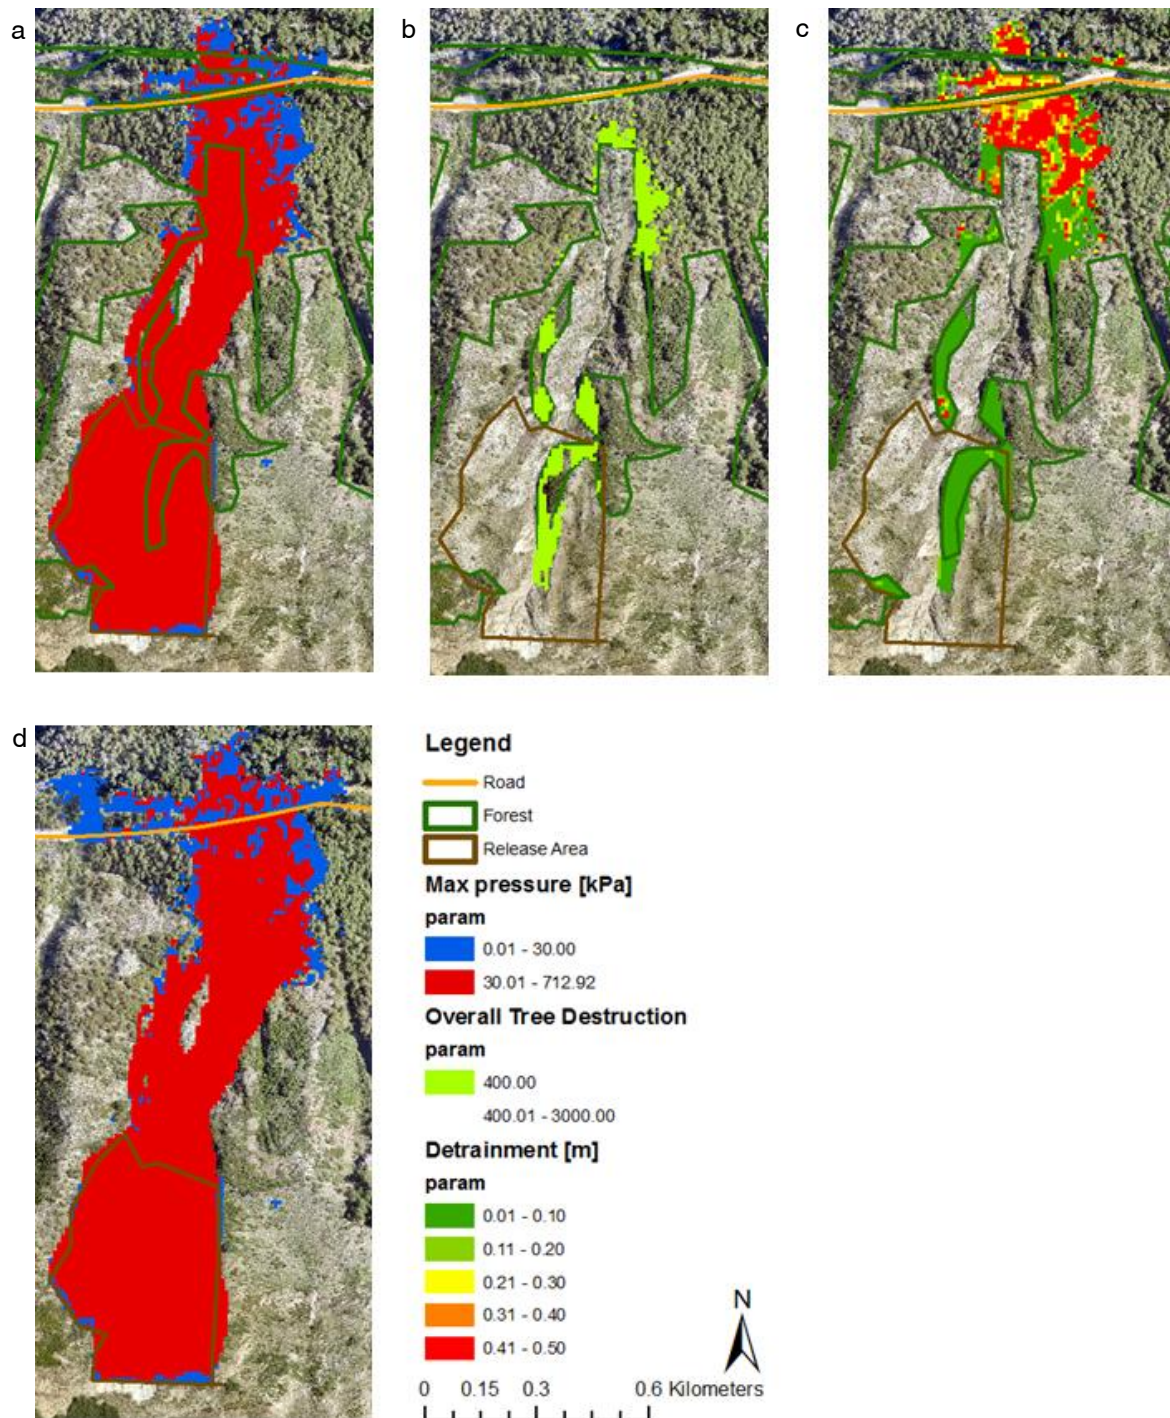 a
b
c
d
Legend
Road
Forest
Release Area
Max pressure [kPa]
param
0.01 - 30.00
30.01 - 712.92
Overall Tree Destruction
param
400.00
400.01 - 3000.00
Detrainment [m]
param
0.01 - 0.10
0.11 - 0.20
0.21 - 0.30
0.31 - 0.40
0.41 - 0.50
N
0 0.15 0.3 0.6 Kilometers